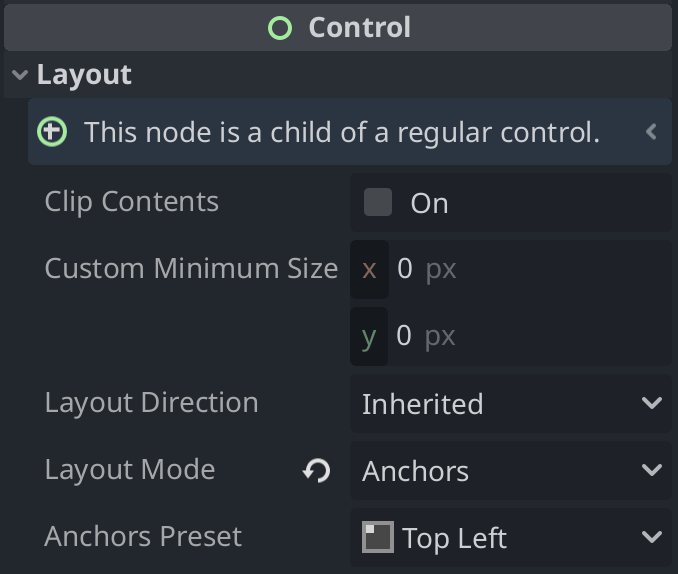 Control
Layout
This node is a child of a regular control.
Clip Contents On
Custom Minimum Size x 0 px
y 0 px
Layout Direction Inherited
Layout Mode Anchors
Anchors Preset Top Left